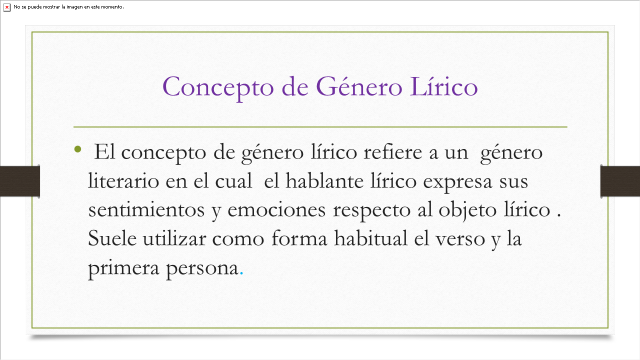 No se puede mostrar la imagen en este momento.
Concepto de Género Lírico
• El concepto de género lírico refiere a un género
literario en el cual el hablante lírico expresa sus
sentimientos y emociones respecto al objeto lírico .
Suele utilizar como forma habitual el verso y la
primera persona.